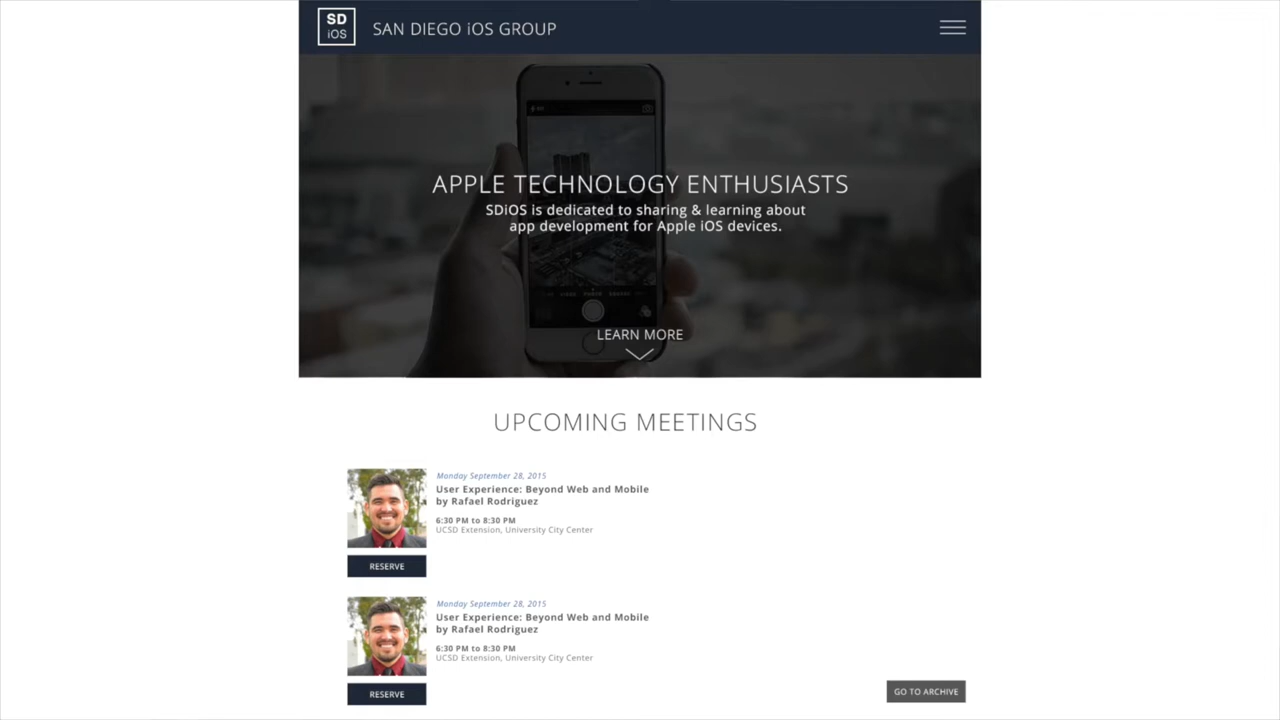 SD
iOS
SAN DIEGO iOS GROUP
APPLE TECHNOLOGY ENTHUSIASTS
SDiOS is dedicated to sharing & learning about
app development for Apple iOS devices.
LEARN MORE
UPCOMING MEETINGS
Monday September 28, 2015
User Experience: Beyond Web and Mobile
by Rafael Rodriguez
6:30 PM to 8:30 PM
UCSD Extension, University City Center
RESERVE
Monday September 28, 2015
User Experience: Beyond Web and Mobile
by Rafael Rodriguez
6:30 PM to 8:30 PM
UCSD Extension, University City Center
RESERVE
GO TO ARCHIVE